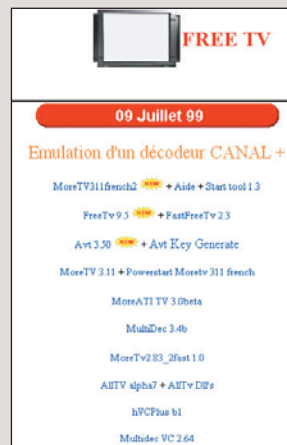 FREE TV
09 Juillet 99
Emulation d'un décodeur CANAL +
MoreTV311french2 NEW + Aide + Start tool 1.3
FreeTv 9.5 NEW + FastFreeTv 2.3
Avt 3.50 NEW + Avt Key Generate
MoreTV 3.11 + Powerstart Moretv 311 french
MoreATI TV 3.0beta
MultiDec 3.4b
MoreTv2.83_2fast 1.0
AllTV alpha7 + AllTv Dlls
hVCPlus b1
Multidec VC 2.64